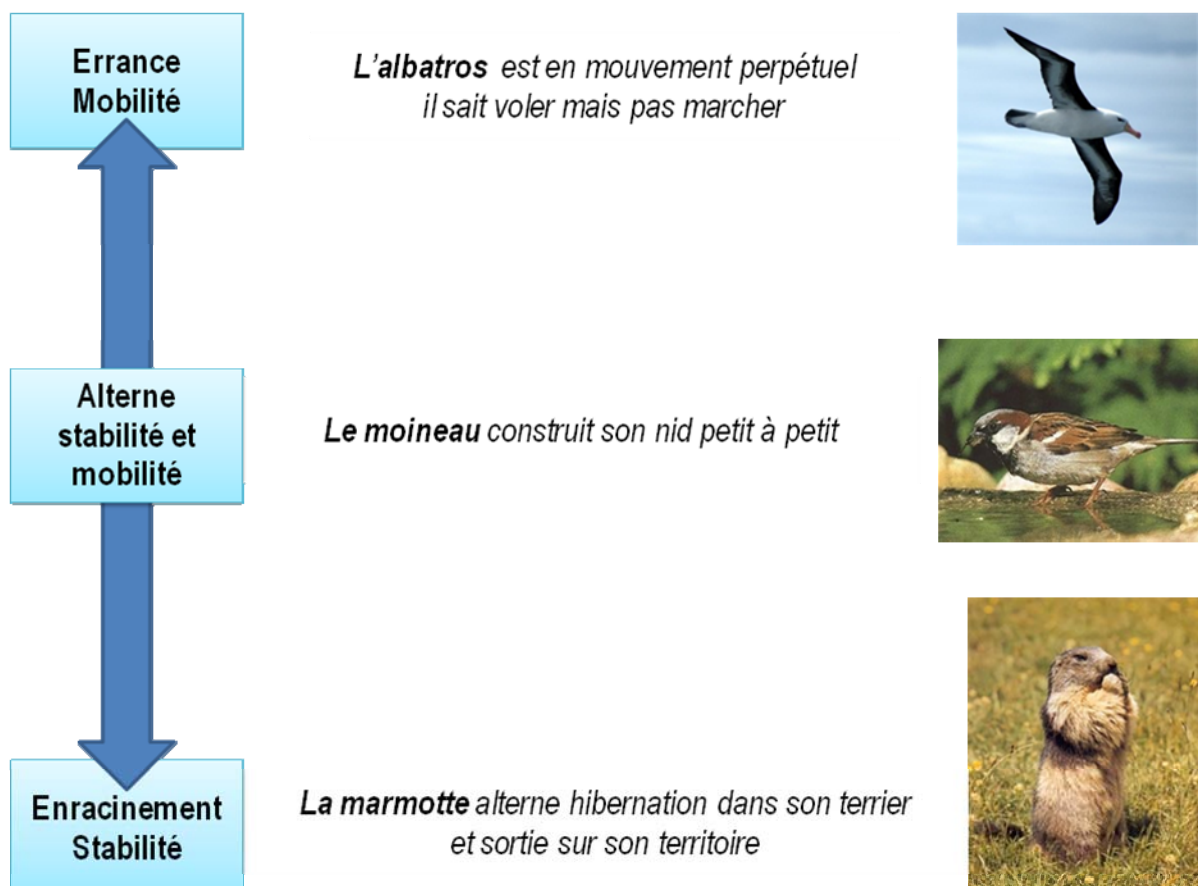 Errance
Mobilité
L'albatros est en mouvement perpétuel
il sait voler mais pas marcher
Alterne
stabilité et
mobilité
Le moineau construit son nid petit à petit
Enracinement
Stabilité
La marmotte alterne hibernation dans son terrier
et sortie sur son territoire